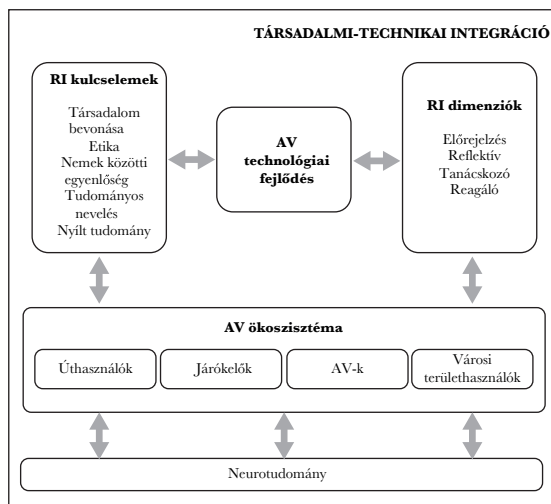 TÁRSADALMI-TECHNIKAI INTEGRÁCIÓ
RI kulcselemek
Társadalom
bevonása
Etika
Nemek közötti
egyenlőség
Tudományos
nevelés
Nyílt tudomány
AV
technológiai
fejlődés
RI dimenziók
Előrejelzés
Reflektív
Tanácskozó
Reagáló
AV ökoszisztéma
Úthasználók
Járókelők
AV-k
Városi
területhasználók
Neurotudomány